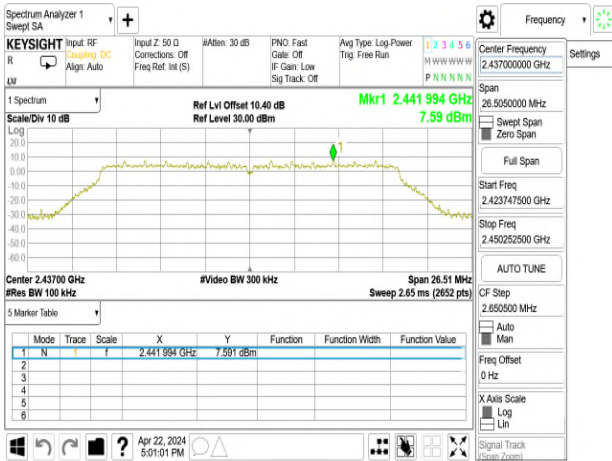 Spectrum Analyzer 1
Swept SA
Frequency
KEYSIGHT
R
Input: RF
Coupling: DC
Align: Auto
Input Z: 50 Ω
Corrections: Off
Freq Ref: Int (S)
#Atten: 30 dB
PNO: Fast
Gate: Off
IF Gain: Low
Sig Track: Off
Avg Type: Log-Power
Trig: Free Run
1 2 3 4 5 6
M W W W W W
P N N N N N
1 Spectrum
Scale/Div 10 dB
Ref Lvl Offset 10.40 dB
Ref Level 30.00 dBm
Mkr1 2.441 994 GHz
7.59 dBm
Log
20.0
10.0
0.00
-10.0
-20.0
-30.0
-40.0
-50.0
-60.0
1
Center 2.43700 GHz
#Res BW 100 kHz
#Video BW 300 kHz
Span 26.51 MHz
Sweep 2.65 ms (2652 pts)
5 Marker Table
Mode Trace Scale X Y Function Function Width Function Value
1 N 1 f 2.441 994 GHz 7.591 dBm
2
3
4
5
6
Apr 22, 2024
5:01:01 PM
Center Frequency
2.437000000 GHz
Settings
Span
26.5050000 MHz
Swept Span
Zero Span
Full Span
Start Freq
2.423747500 GHz
Stop Freq
2.450252500 GHz
AUTO TUNE
CF Step
2.650500 MHz
Auto
Man
Freq Offset
0 Hz
X Axis Scale
Log
Lin
Signal Track
(Span Zoom)